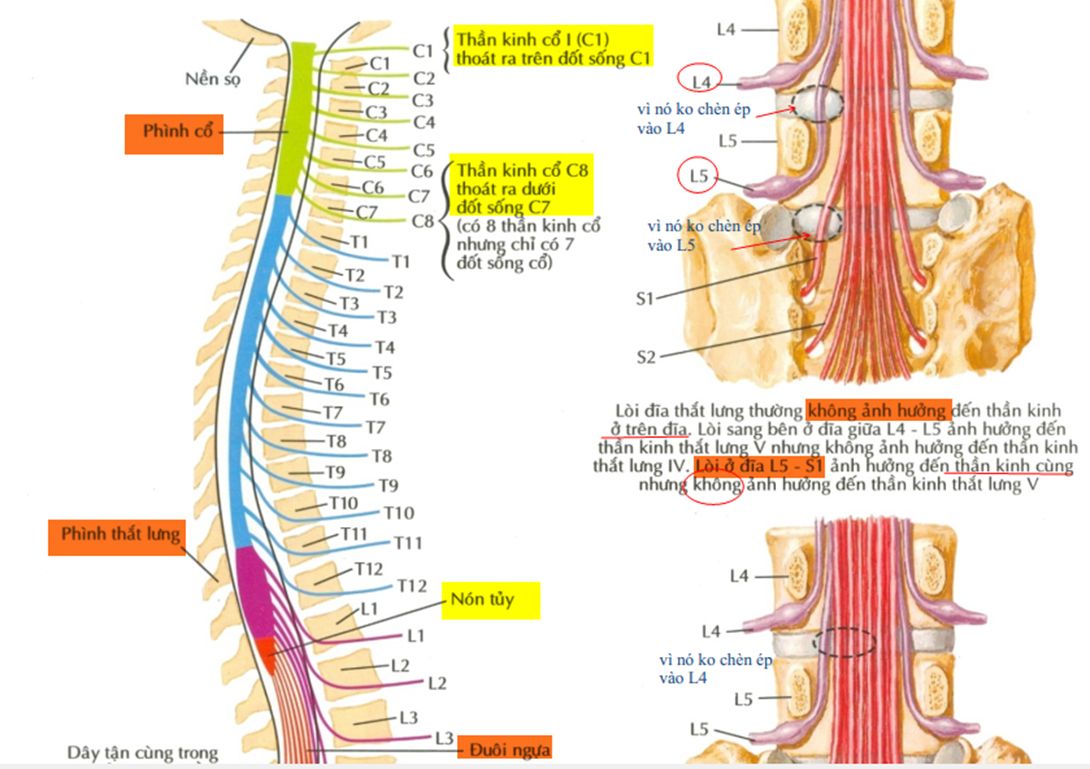 Nền sọ
Phình cổ
Phình thắt lưng
C1
C2
C3
C4
C5
C6
C7
T1
T2
T3
T4
T5
T6
T7
T8
T9
T10
T11
T12
L1
L2
L3
C1
C2
C3
C4
C5
C6
C7
C8
T1
T2
T3
T4
T5
T6
T7
T8
T9
T10
T11
T12
L1
L2
L3
Thần kinh cổ I (C1)
thoát ra trên đốt sống C1
Thần kinh cổ C8
thoát ra dưới
đốt sống C7
(có 8 thần kinh cổ
nhưng chỉ có 7
đốt sống cổ)
Nón tủy
Đuôi ngựa
Dây tận cùng trong
L4
L4
vì nó ko chèn ép
vào L4
L5
L5
vì nó ko chèn ép
vào L5
S1
S2
Lòi đĩa thắt lưng thường không ảnh hưởng đến thần kinh
ở trên đĩa. Lòi sang bên ở đĩa giữa L4 - L5 ảnh hưởng đến
thần kinh thắt lưng V nhưng không ảnh hưởng đến thần kinh
thắt lưng IV. Lòi ở đĩa L5 - S1 ảnh hưởng đến thần kinh cùng
nhưng không ảnh hưởng đến thần kinh thắt lưng V
L4
L4
vì nó ko chèn ép
vào L4
L5
L5